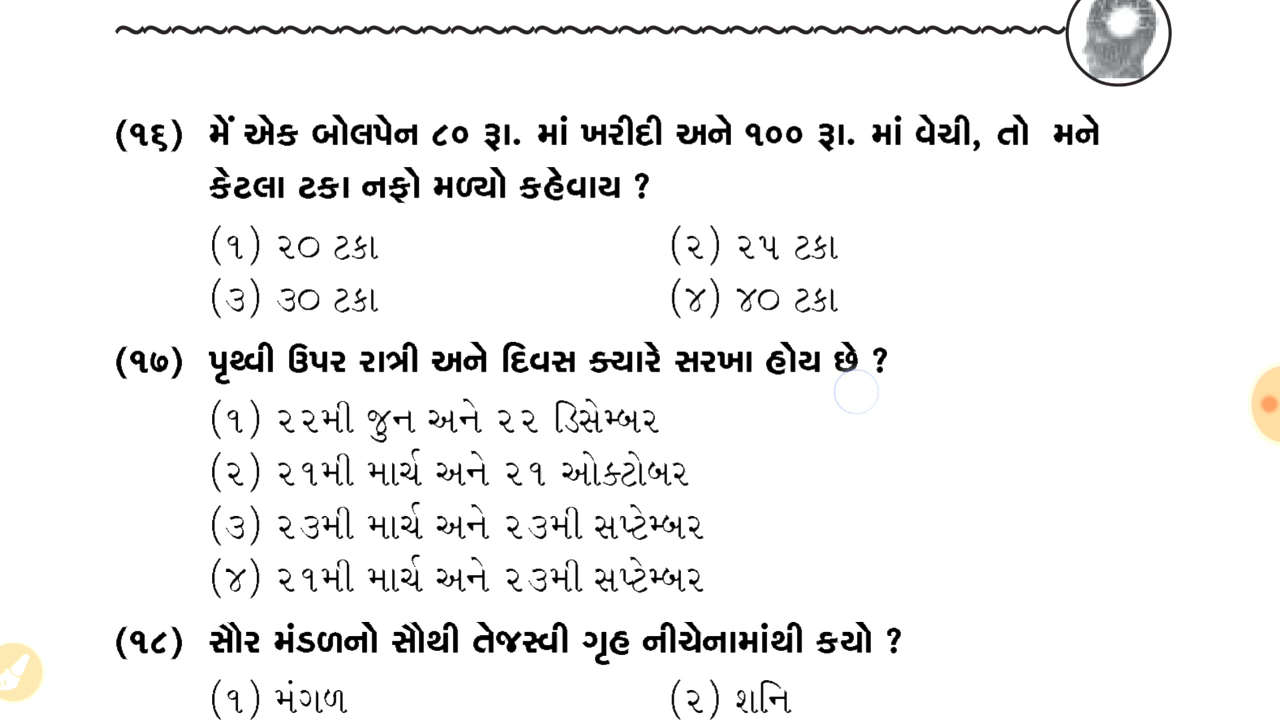 (૧૬) મેં એક બોલપેન ૮૦ રૂા. માં ખરીદી અને ૧૦૦ રૂા. માં વેચી, તો મને
કેટલા ટકા નફો મળ્યો કહેવાય ?
(૧) ૨૦ ટકા (૨) ૨૫ ટકા
(૩) ૩૦ ટકા (૪) ૪૦ ટકા
(૧૭) પૃથ્વી ઉપર રાત્રી અને દિવસ ક્યારે સરખા હોય છે ?
(૧) ૨૨મી જુન અને ૨૨ ડિસેમ્બર
(૨) ૨૧મી માર્ચ અને ૨૧ ઓક્ટોબર
(૩) ૨૩મી માર્ચ અને ૨૩મી સપ્ટેમ્બર
(૪) ૨૧મી માર્ચ અને ૨૩મી સપ્ટેમ્બર
(૧૮) સૌર મંડળનો સૌથી તેજસ્વી ગૃહ નીચેનામાંથી કયો ?
(૧) મંગળ (૨) શનિ